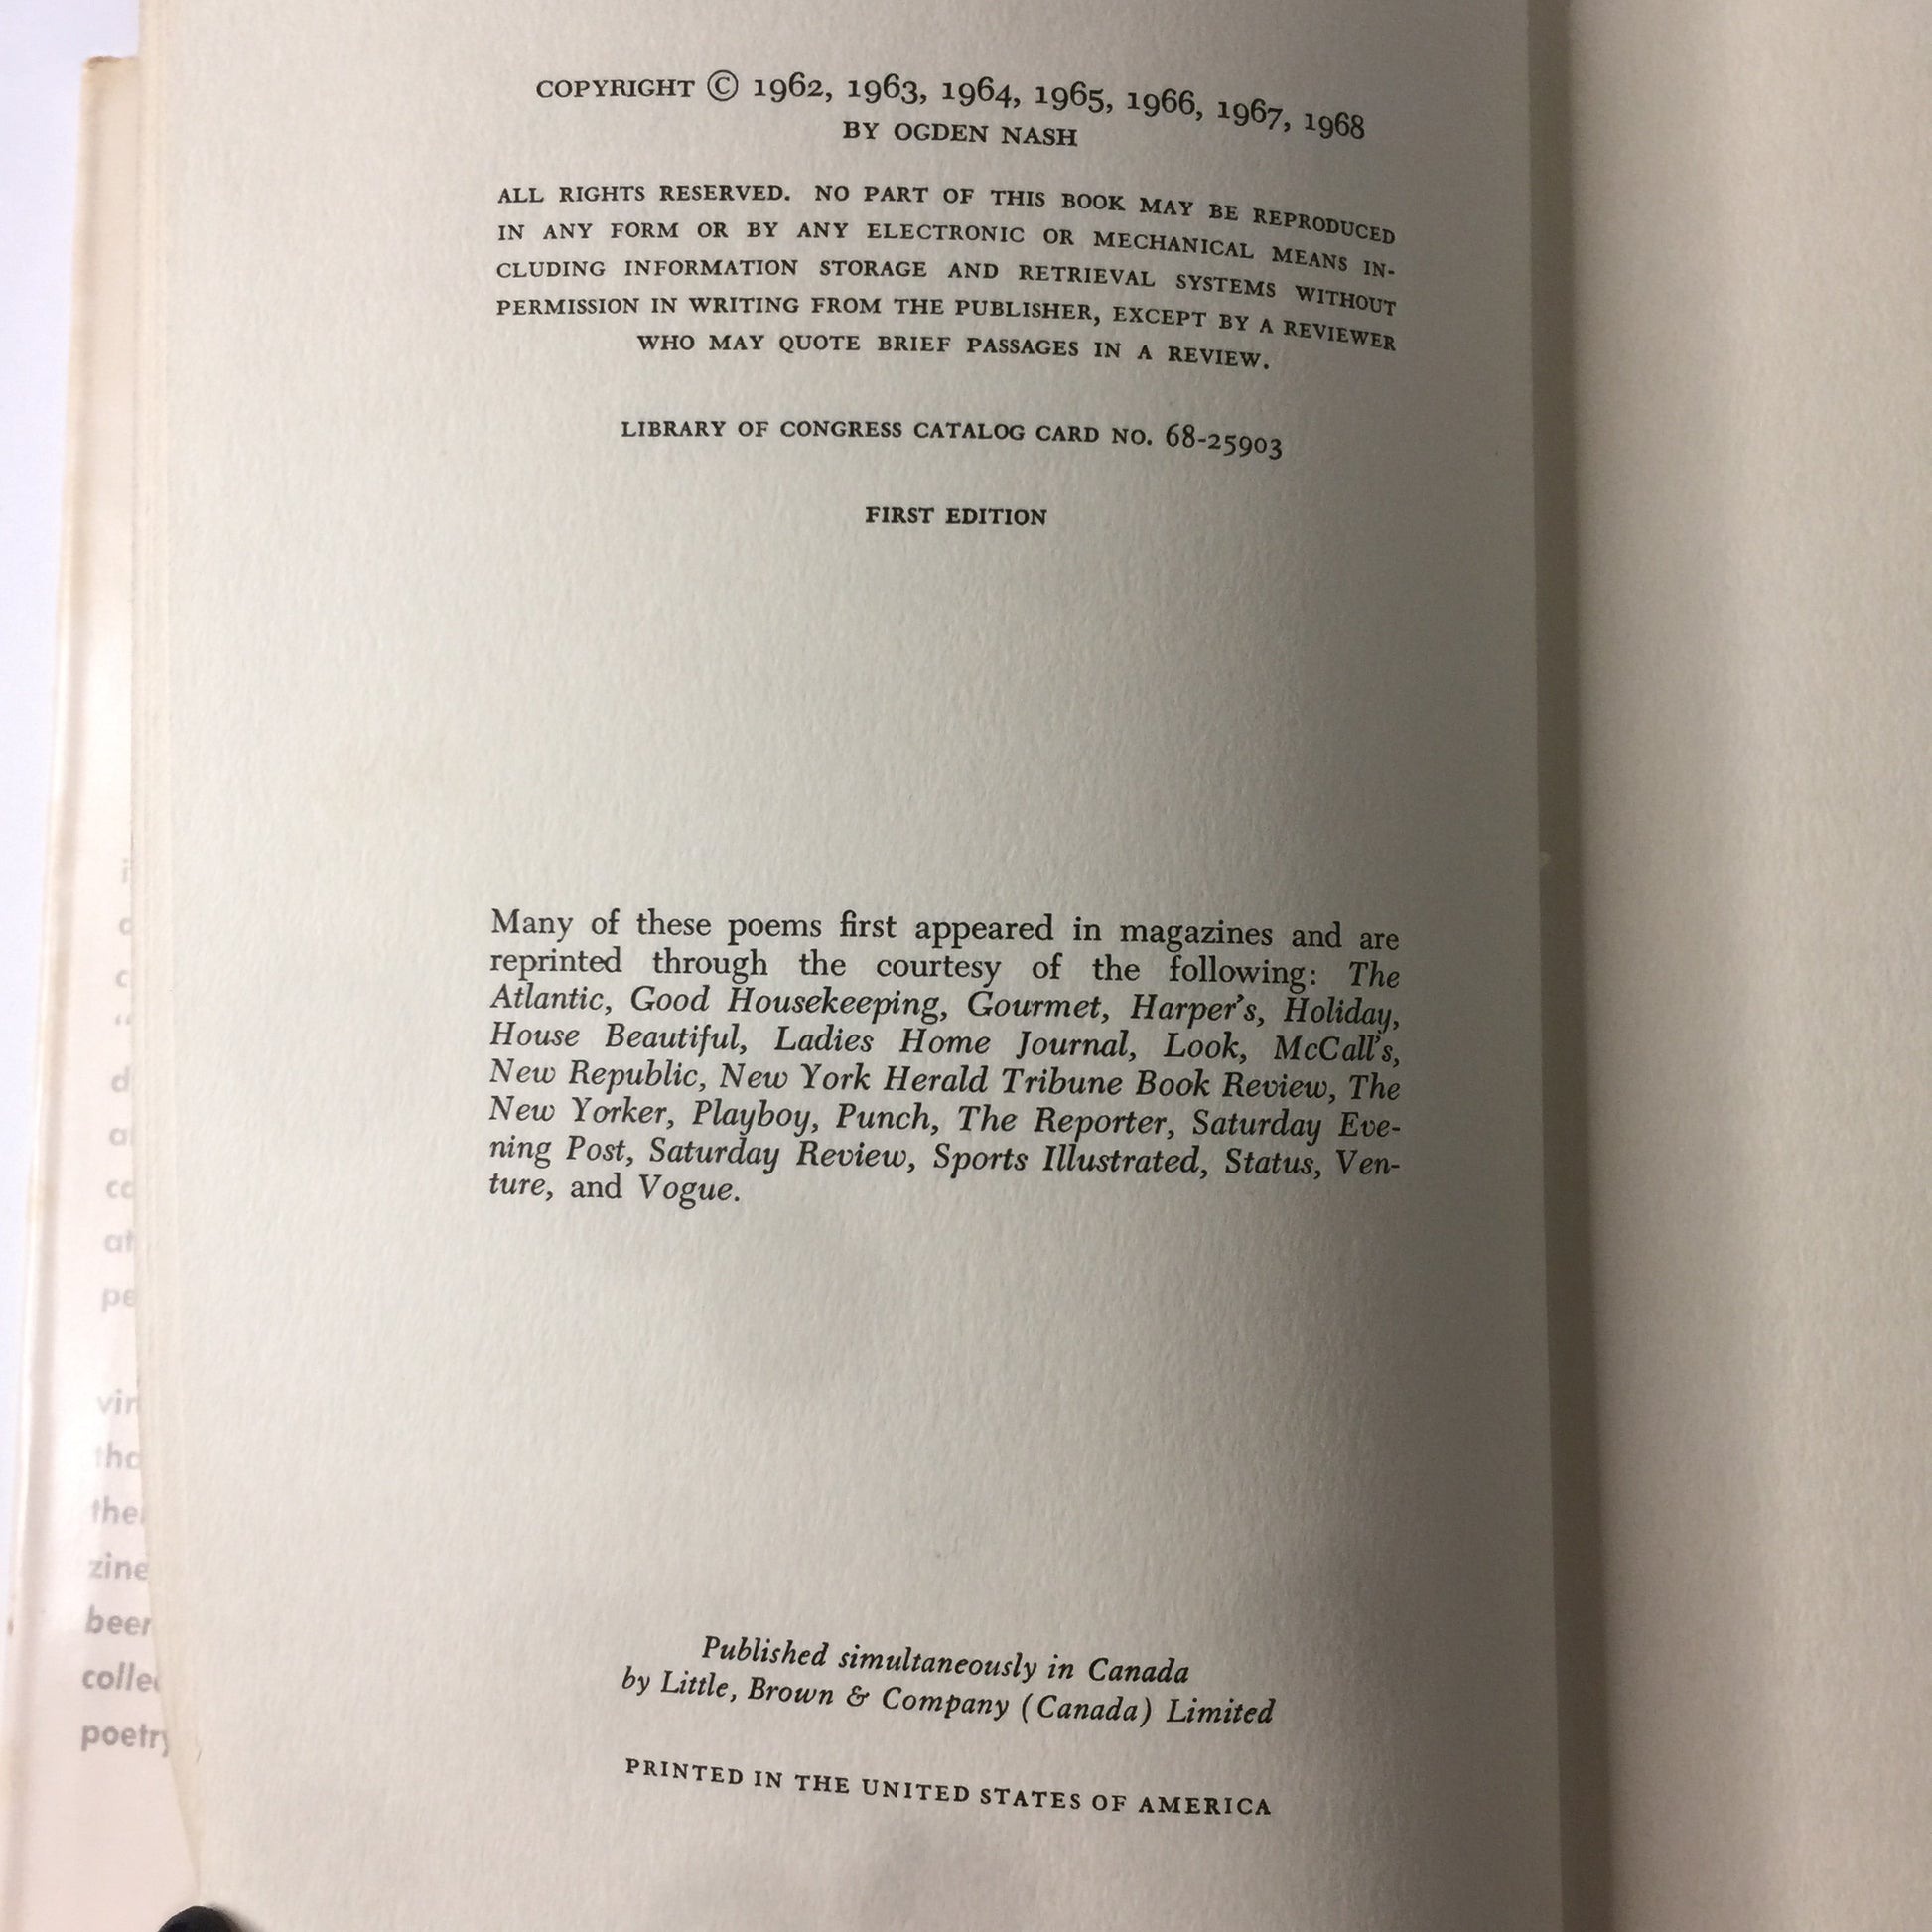 COPYRIGHT © 1962, 1963, 1964, 1965, 1966, 1967, 1968
BY OGDEN NASH
ALL RIGHTS RESERVED. NO PART OF THIS BOOK MAY BE REPRODUCED
IN ANY FORM OR BY ANY ELECTRONIC OR MECHANICAL MEANS IN-
CLUDING INFORMATION STORAGE AND RETRIEVAL SYSTEMS WITHOUT
PERMISSION IN WRITING FROM THE PUBLISHER, EXCEPT BY A REVIEWER
WHO MAY QUOTE BRIEF PASSAGES IN A REVIEW.
LIBRARY OF CONGRESS CATALOG CARD NO. 68-25903
FIRST EDITION
Many of these poems first appeared in magazines and are
reprinted through the courtesy of the following: The
Atlantic, Good Housekeeping, Gourmet, Harper's, Holiday,
House Beautiful, Ladies Home Journal, Look, McCall's,
New Republic, New York Herald Tribune Book Review, The
New Yorker, Playboy, Punch, The Reporter, Saturday Eve-
ning Post, Saturday Review, Sports Illustrated, Status, Ven-
ture, and Vogue.
Published simultaneously in Canada
by Little, Brown & Company (Canada) Limited
PRINTED IN THE UNITED STATES OF AMERICA